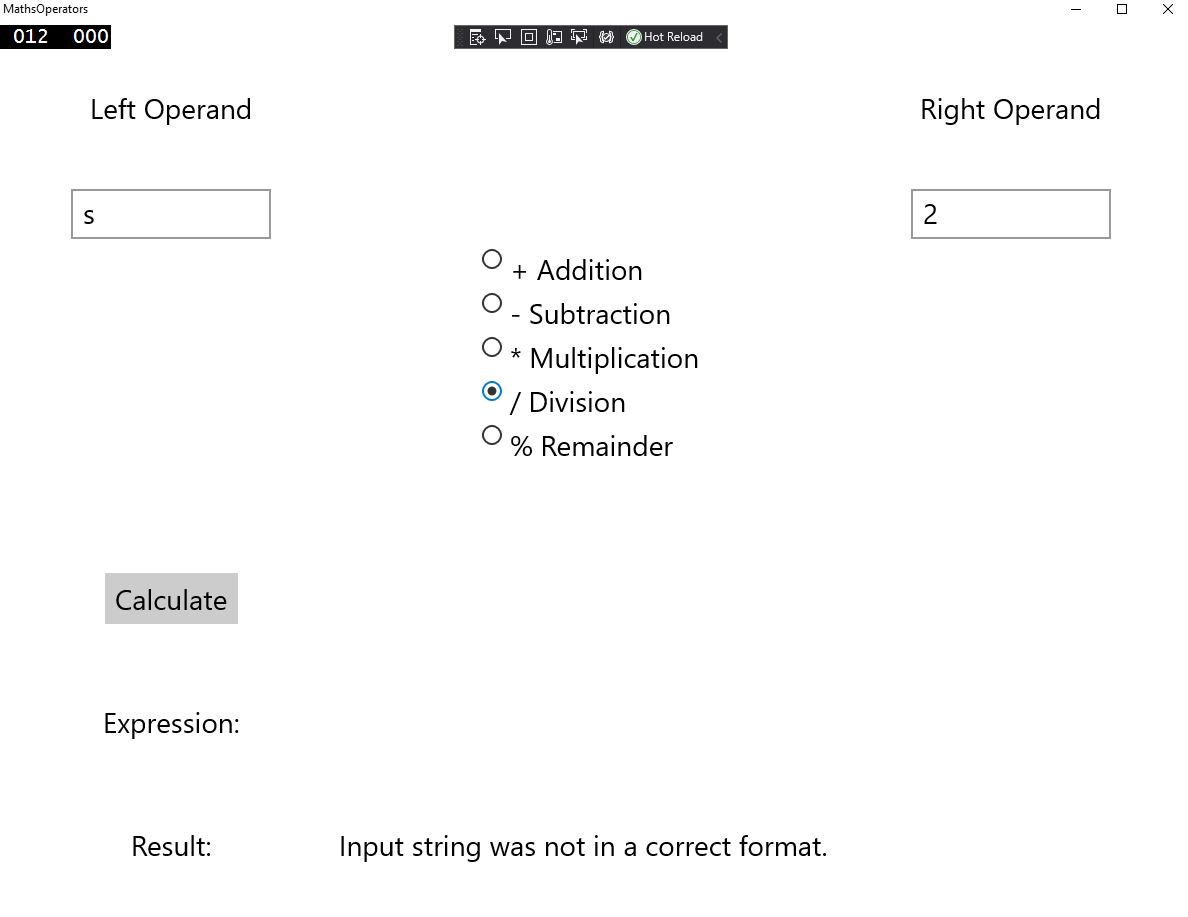 MathsOperators
012 000
Hot Reload
Left Operand
Right Operand
s
2
+ Addition
- Subtraction
* Multiplication
/ Division
% Remainder
Calculate
Expression:
Result:
Input string was not in a correct format.